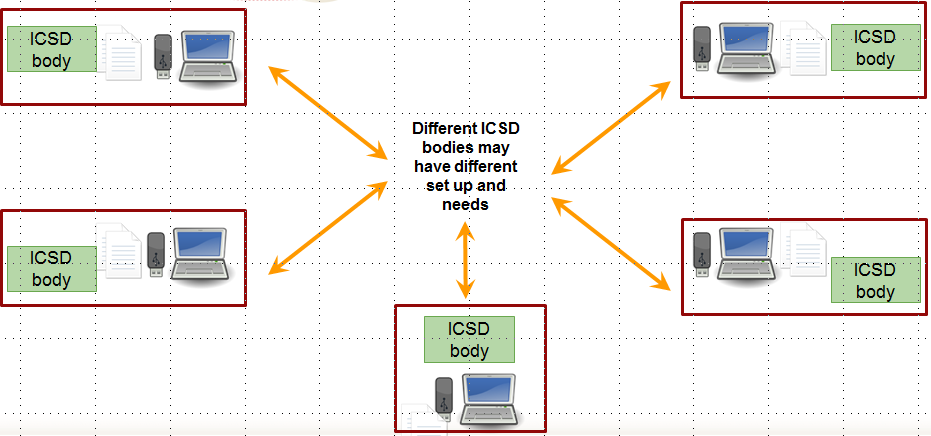 ICSD
body
ICSD
body
Different ICSD
bodies may
have different
set up and
needs
ICSD
body
ICSD
body
ICSD
body